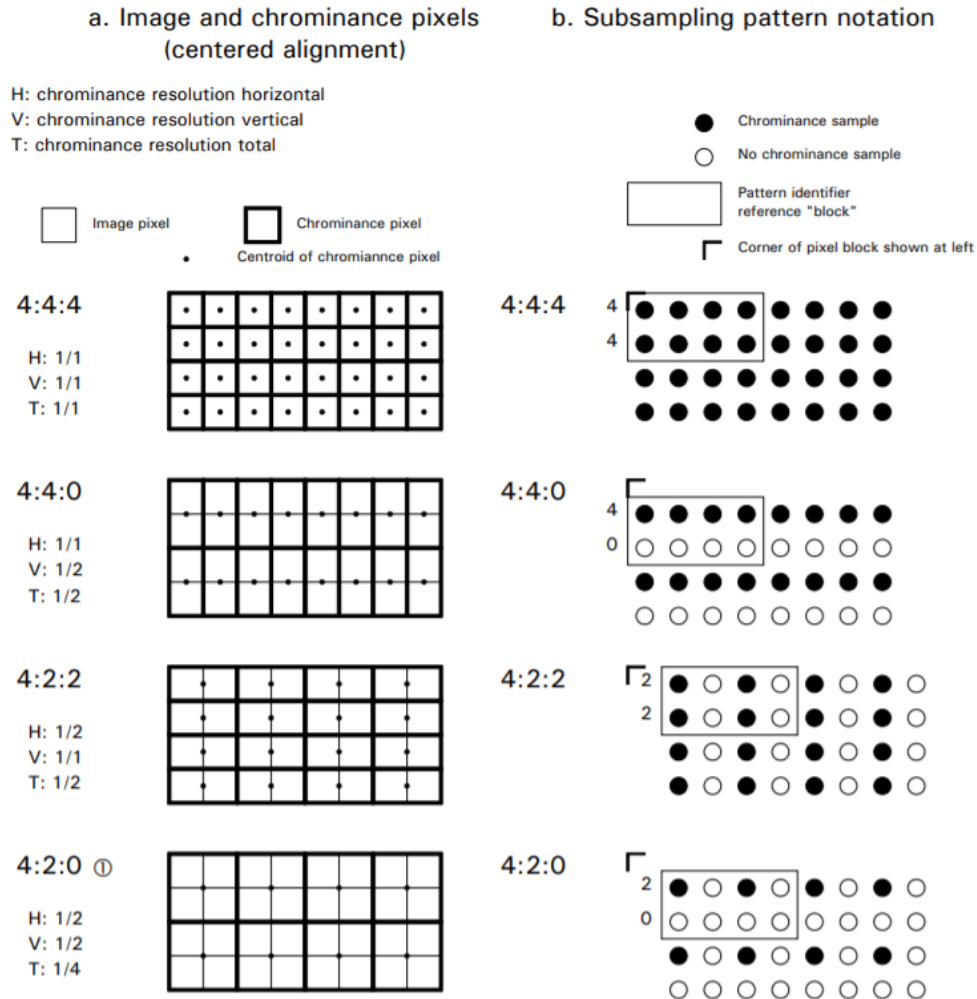 a. Image and chrominance pixels
(centered alignment)
b. Subsampling pattern notation
H: chrominance resolution horizontal
V: chrominance resolution vertical
T: chrominance resolution total
Chrominance sample
No chrominance sample
Pattern identifier
reference "block"
Corner of pixel block shown at left
Image pixel
Chrominance pixel
Centroid of chromiannce pixel
4:4:4
H: 1/1
V: 1/1
T: 1/1
4:4:4
4
4
4:4:0
H: 1/1
V: 1/2
T: 1/2
4:4:0
4
0
4:2:2
H: 1/2
V: 1/1
T: 1/2
4:2:2
2
2
4:2:0 ①
H: 1/2
V: 1/2
T: 1/4
4:2:0
2
0